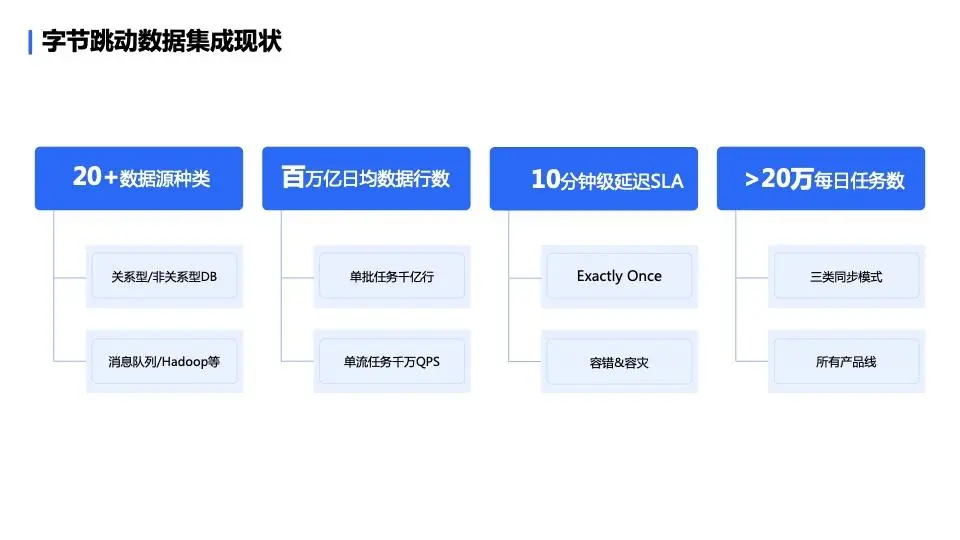 字节跳动数据集成现状
20+数据源种类
关系型/非关系型DB
消息队列/Hadoop等
百万亿日均数据行数
单批任务千亿行
单流任务千万QPS
10分钟级延迟SLA
Exactly Once
容错&容灾
>20万每日任务数
三类同步模式
所有产品线